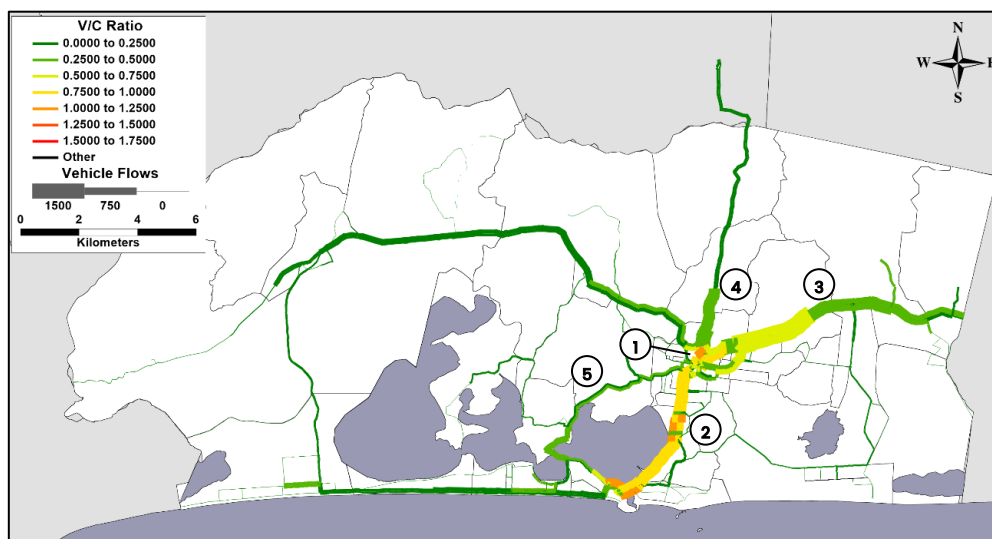 V/C Ratio
0.0000 to 0.2500
0.2500 to 0.5000
0.5000 to 0.7500
0.7500 to 1.0000
1.0000 to 1.2500
1.2500 to 1.5000
1.5000 to 1.7500
Other
Vehicle Flows
1500 750 0
0 2 4 6
Kilometers
N
W E
S
4
3
1
5
2